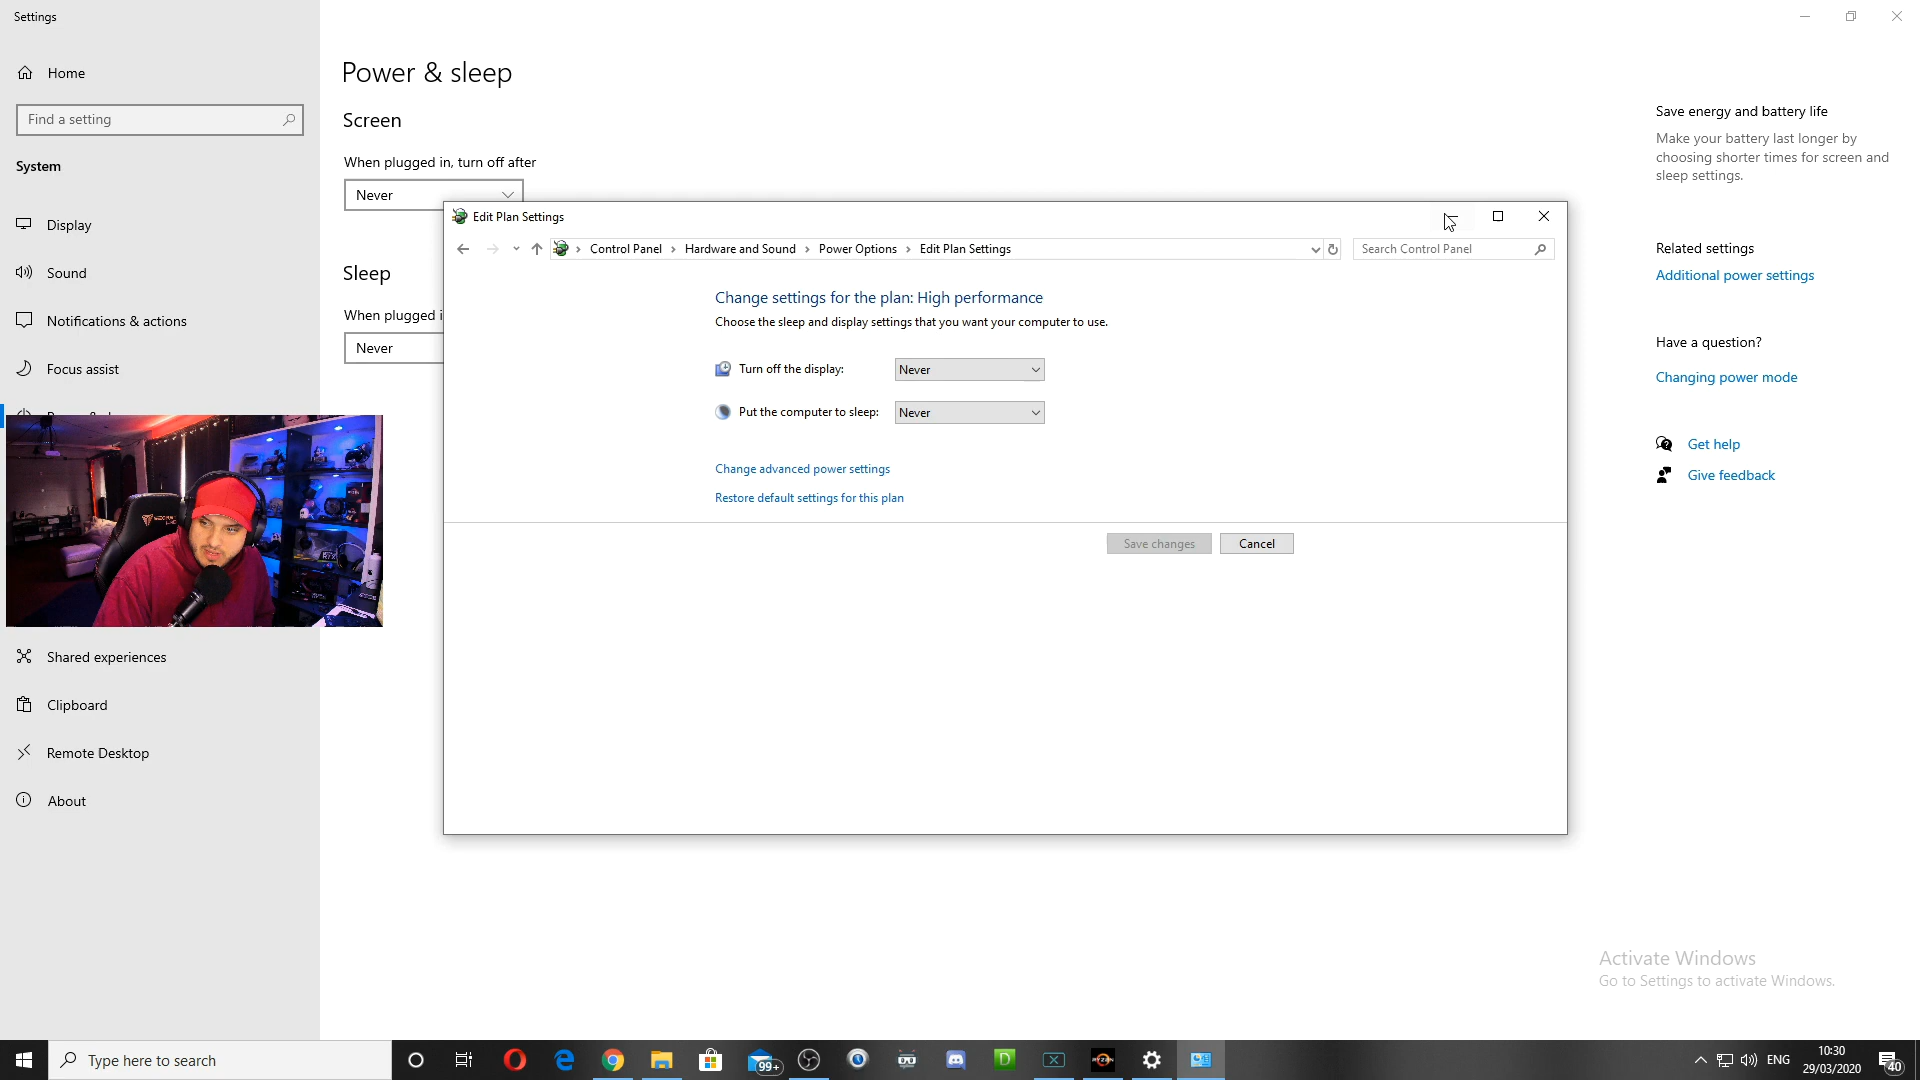 Settings
Home
Find a setting
System
Display
Sound
Notifications & actions
Focus assist
Shared experiences
Clipboard
Remote Desktop
About
Power & sleep
Screen
When plugged in, turn off after
Never
Sleep
When plugged i
Never
Edit Plan Settings
Control Panel > Hardware and Sound > Power Options > Edit Plan Settings
Search Control Panel
Change settings for the plan: High performance
Choose the sleep and display settings that you want your computer to use.
Turn off the display: Never
Put the computer to sleep: Never
Change advanced power settings
Restore default settings for this plan
Save changes Cancel
Save energy and battery life
Make your battery last longer by
choosing shorter times for screen and
sleep settings.
Related settings
Additional power settings
Have a question?
Changing power mode
Get help
Give feedback
Activate Windows
Go to Settings to activate Windows.
Type here to search
99+
D
RYZEN
ENG
10:30
29/03/2020
40